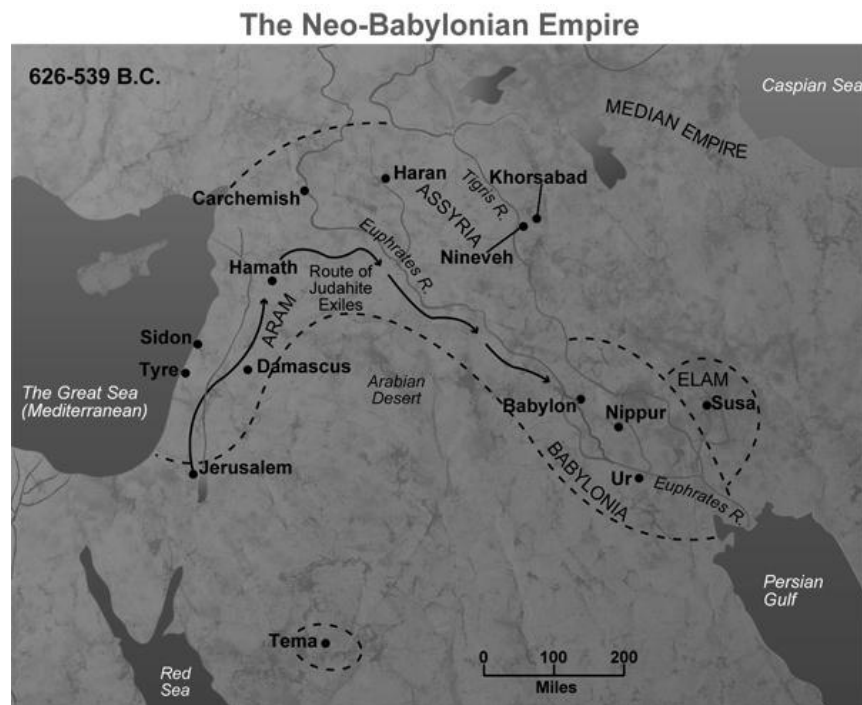 The Neo-Babylonian Empire
626-539 B.C.
Caspian Sea
MEDIAN EMPIRE
Haran
Khorsabad
Carchemish
Tigris R.
ASSYRIA
Nineveh
Euphrates R.
Hamath
Route of
Judahite
Exiles
ARAM
Sidon
Tyre
Damascus
The Great Sea
(Mediterranean)
Arabian
Desert
ELAM
Susa
Babylon
Nippur
Jerusalem
BABYLONIA
Ur
Euphrates R.
Persian
Gulf
Tema
Red
Sea
0 100 200
Miles